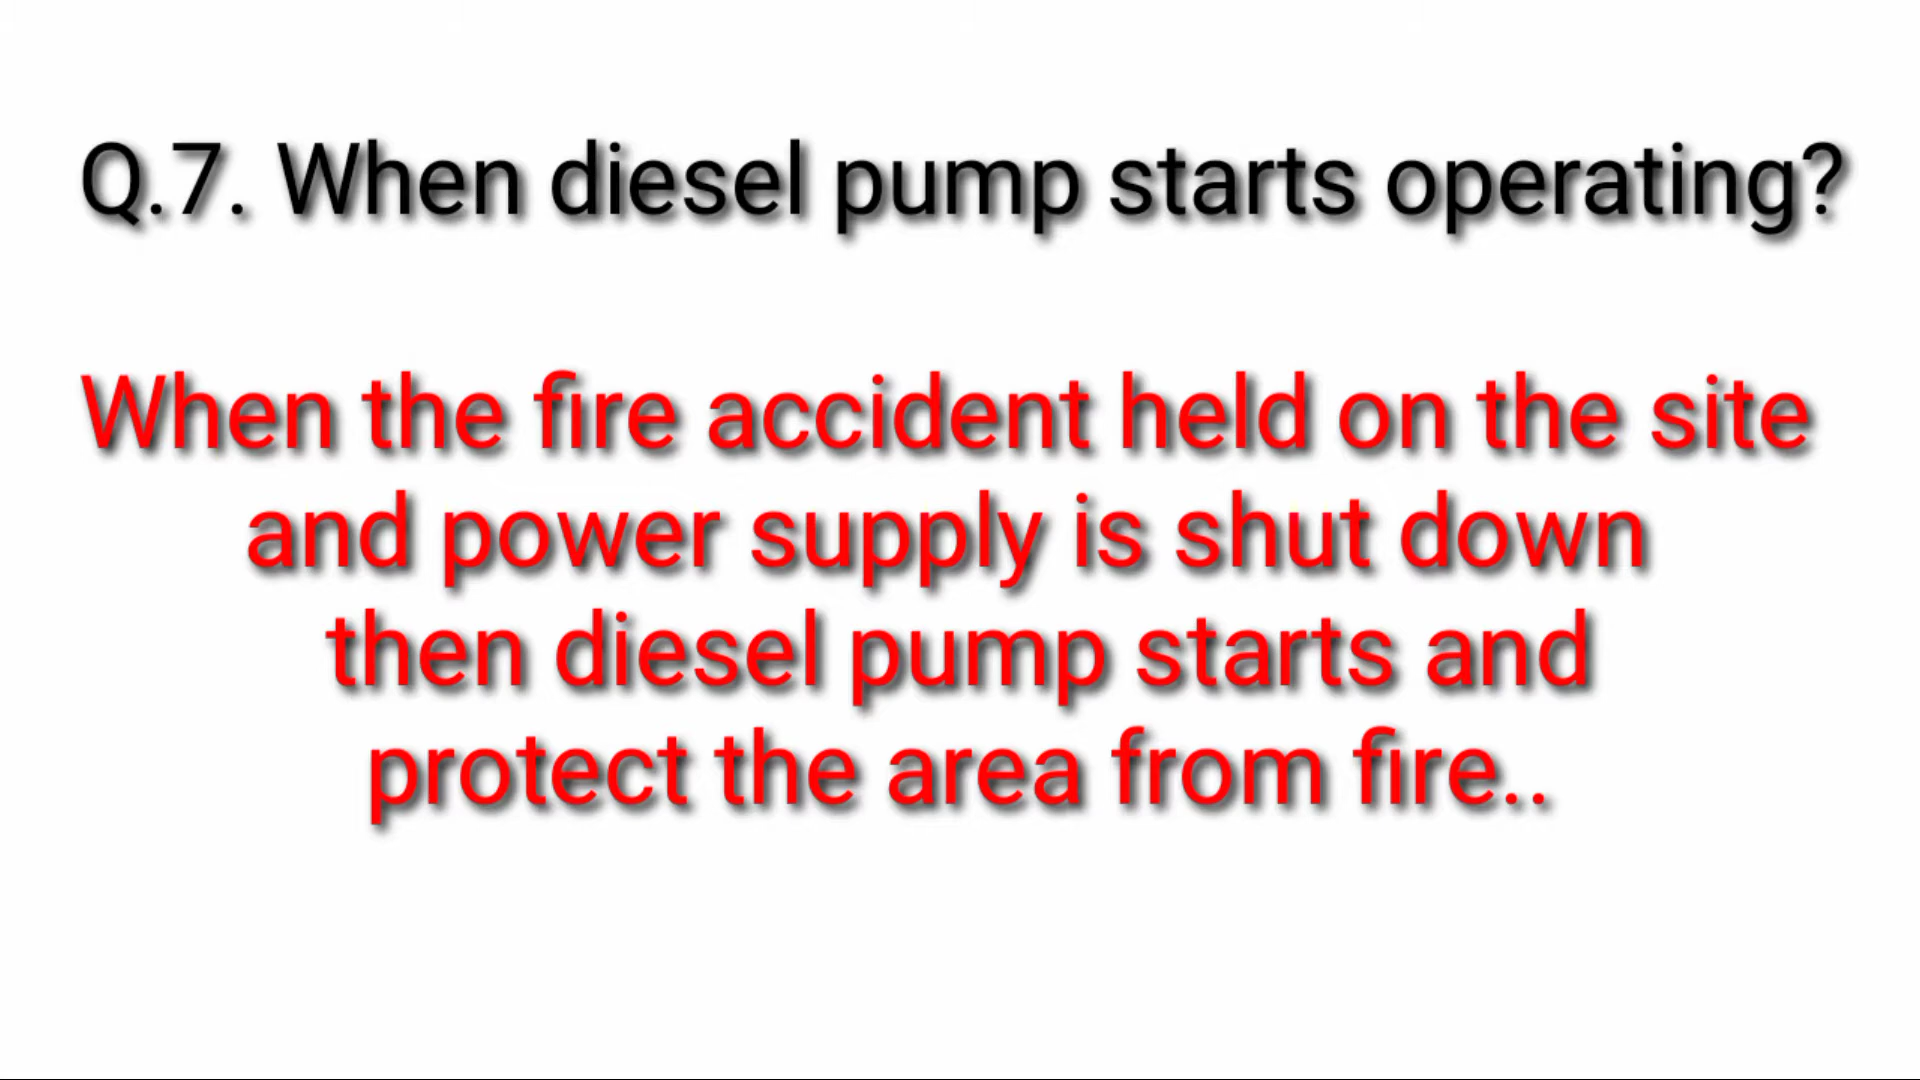 Q.7. When diesel pump starts operating?
When the fire accident held on the site
and power supply is shut down
then diesel pump starts and
protect the area from fire..